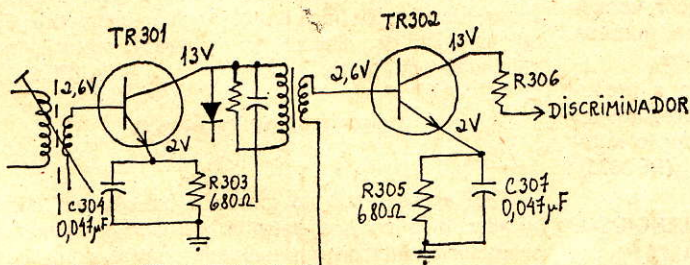 TR301
13V
2,6V
2V
C304
0,047µF
R303
680Ω
TR302
13V
2,6V
2V
R306
DISCRIMINADOR
R305
680Ω
C307
0,047µF